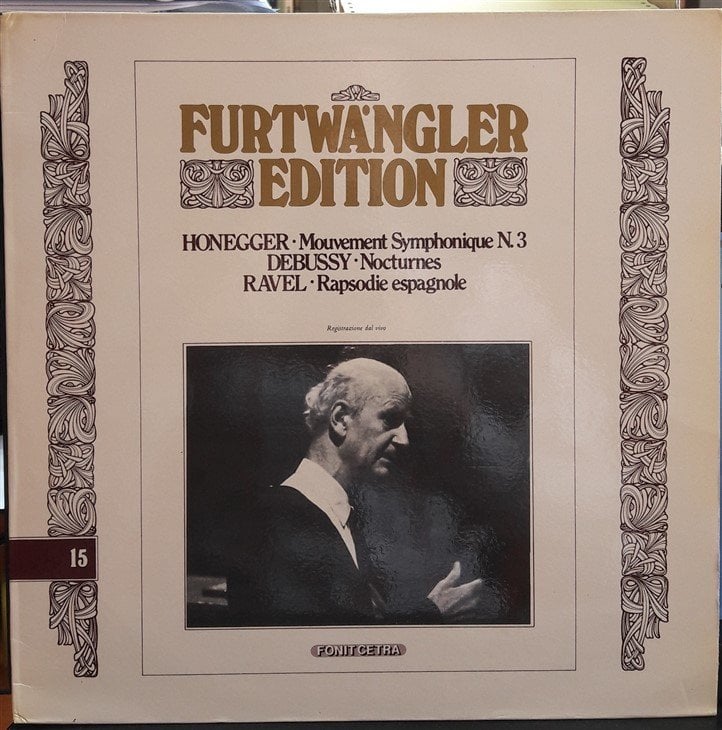 FURTWÄNGLER
EDITION
HONEGGER · Mouvement Symphonique N. 3
DEBUSSY · Nocturnes
RAVEL · Rapsodie espagnole
Registrazione dal vivo
15
FONIT CETRA